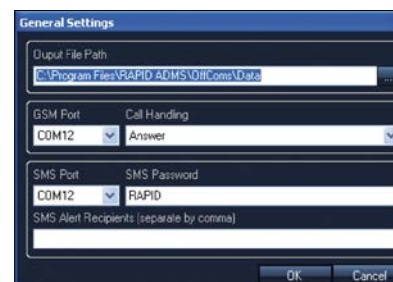 General Settings
Ouput File Path
C:\Program Files\RAPID ADMS\OffComs\Data
...
GSM Port Call Handing
COM12 Answer
SMS Port SMS Password
COM12 RAPID
SMS Alert Recipients (separate by comma)
OK Cancel